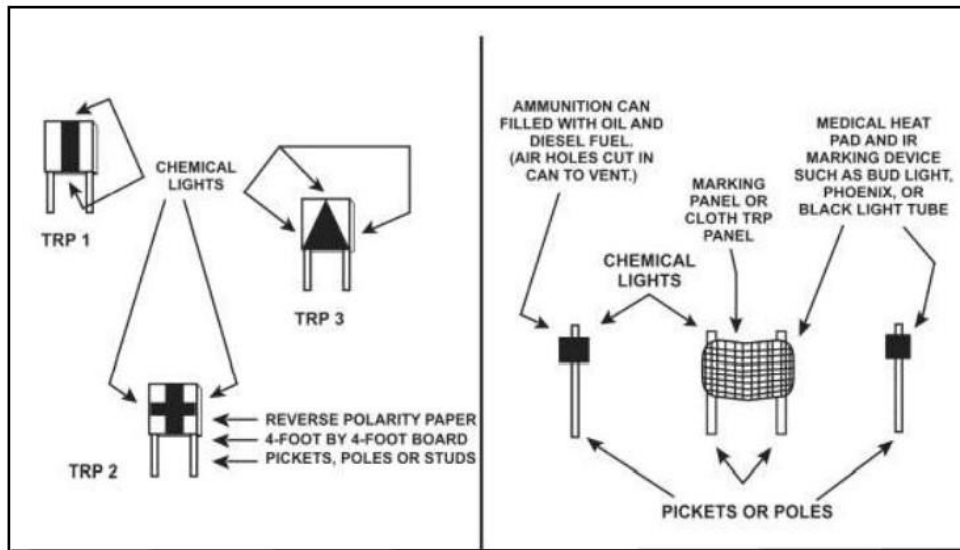 CHEMICAL
LIGHTS
TRP 1
TRP 3
TRP 2
REVERSE POLARITY PAPER
4-FOOT BY 4-FOOT BOARD
PICKETS, POLES OR STUDS
AMMUNITION CAN
FILLED WITH OIL AND
DIESEL FUEL.
(AIR HOLES CUT IN
CAN TO VENT.)
MARKING
PANEL OR
CLOTH TRP
PANEL
MEDICAL HEAT
PAD AND IR
MARKING DEVICE
SUCH AS BUD LIGHT,
PHOENIX, OR
BLACK LIGHT TUBE
CHEMICAL
LIGHTS
PICKETS OR POLES